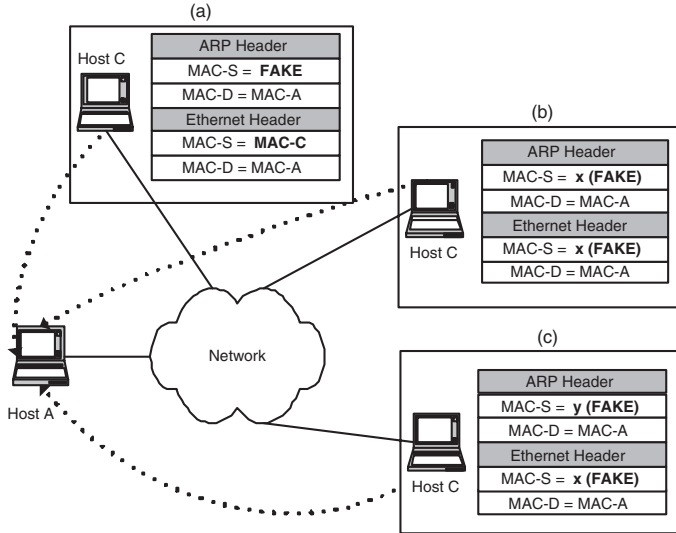 (a)
Host C
ARP Header
MAC-S = FAKE
MAC-D = MAC-A
Ethernet Header
MAC-S = MAC-C
MAC-D = MAC-A
(b)
Host C
ARP Header
MAC-S = x (FAKE)
MAC-D = MAC-A
Ethernet Header
MAC-S = x (FAKE)
MAC-D = MAC-A
Network
Host A
(c)
Host C
ARP Header
MAC-S = y (FAKE)
MAC-D = MAC-A
Ethernet Header
MAC-S = x (FAKE)
MAC-D = MAC-A